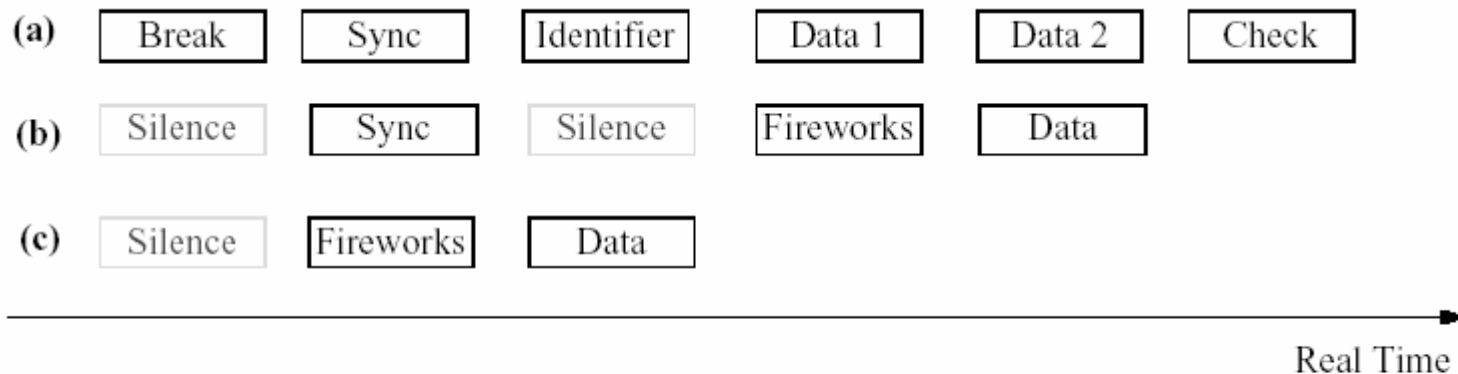 (a) Break Sync Identifier Data 1 Data 2 Check
(b) Silence Sync Silence Fireworks Data
(c) Silence Fireworks Data
Real Time